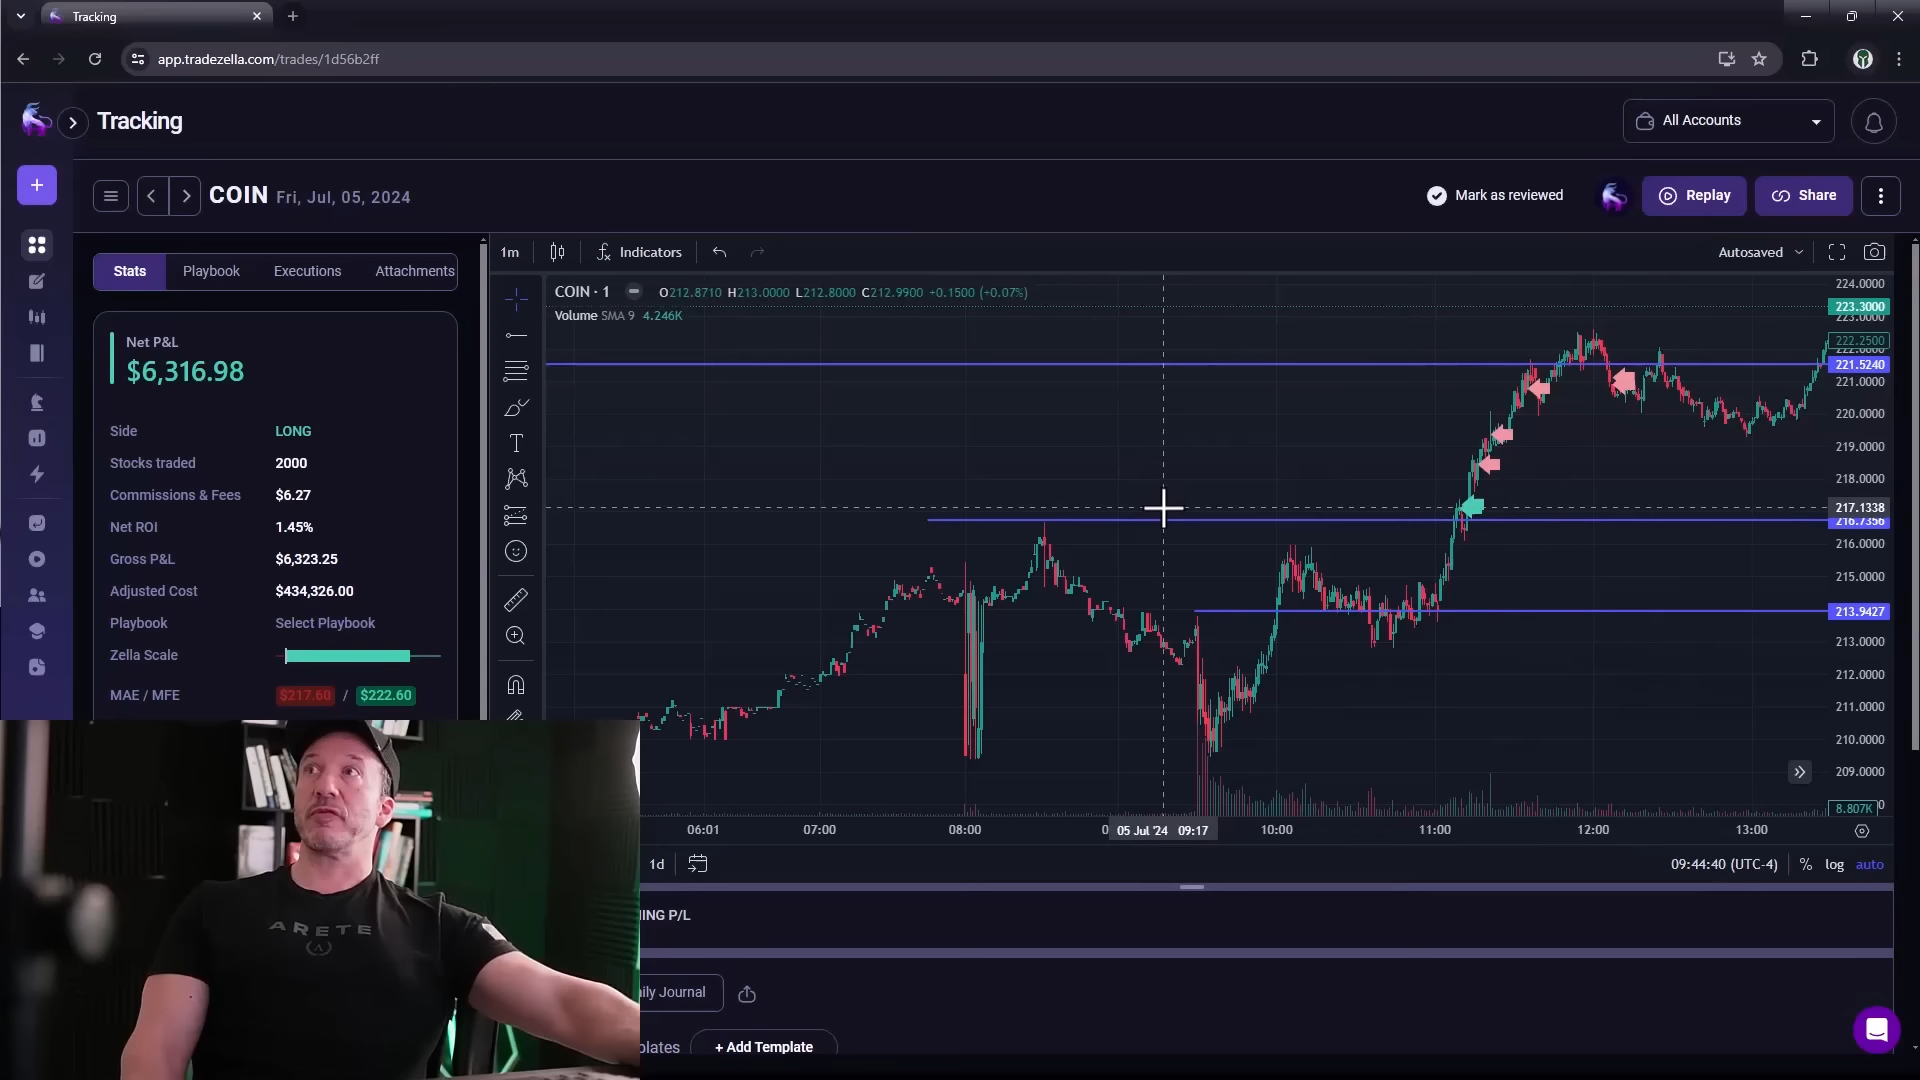 Tracking
app.tradezella.com/trades/1d56b2ff
Tracking
All Accounts
COIN Fri, Jul, 05, 2024
Mark as reviewed
Replay
Share
Stats
Playbook
Executions
Attachments
1m
Indicators
Autosaved
COIN · 1
O212.8710 H213.0000 L212.8000 C212.9900 +0.1500 (+0.07%)
Volume SMA 9 4.246K
Net P&L
$6,316.98
Side LONG
Stocks traded 2000
Commissions & Fees $6.27
Net ROI 1.45%
Gross P&L $6,323.25
Adjusted Cost $434,326.00
Playbook Select Playbook
Zella Scale
MAE / MFE $217.60 / $222.60
224.0000
223.3000
223.0000
222.2500
222.0000
221.5240
221.0000
220.0000
219.0000
218.0000
217.1338
216.7356
216.0000
215.0000
213.9427
213.0000
212.0000
211.0000
210.0000
209.0000
8.807K
06:01
07:00
08:00
05 Jul '24 09:17
10:00
11:00
12:00
13:00
1d
09:44:40 (UTC-4)
%
log
auto
ING P/L
ily Journal
lates
+ Add Template
ARETE